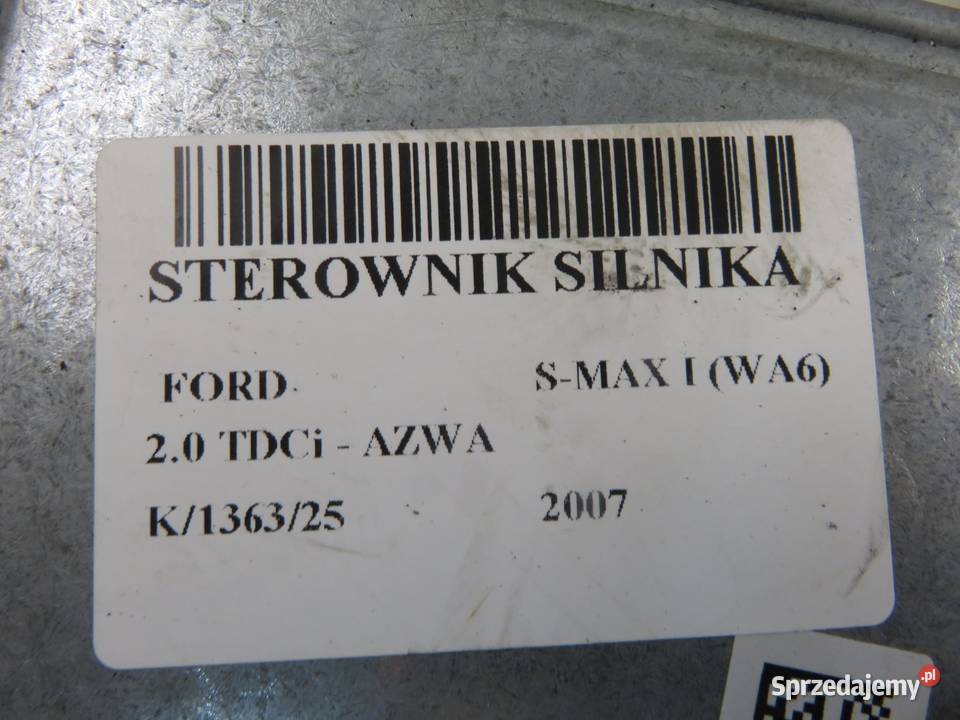 STEROWNIK SILNIKA
FORD S-MAX I (WA6)
2.0 TDCi - AZWA
K/1363/25 2007
Sprzedajemy.pl